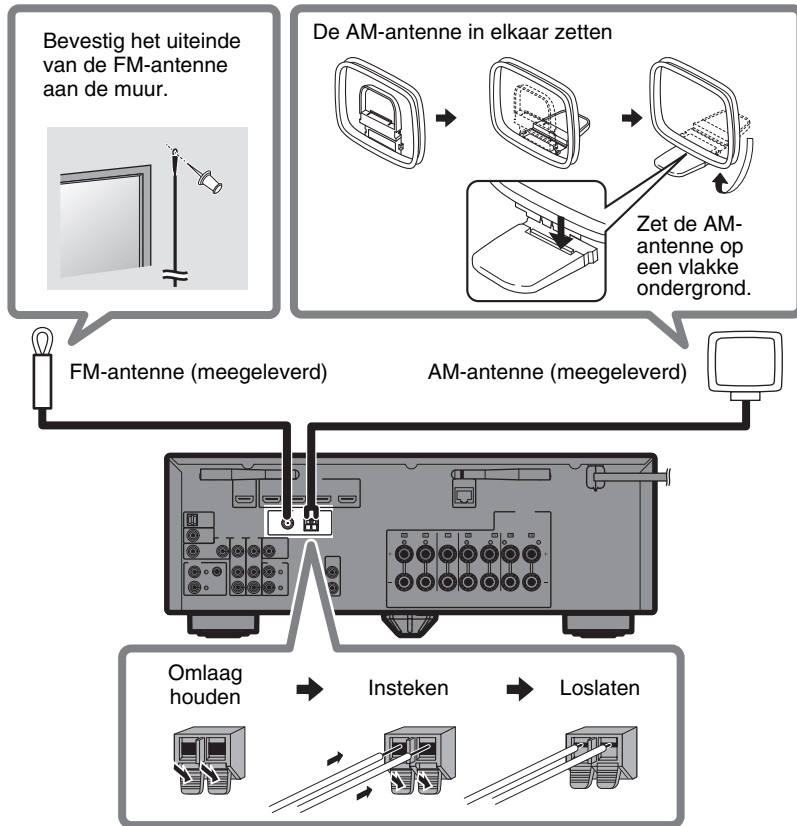 Bevestig het uiteinde
van de FM-antenne
aan de muur.
De AM-antenne in elkaar zetten
Zet de AM-
antenne op
een vlakke
ondergrond.
FM-antenne (meegeleverd)
AM-antenne (meegeleverd)
Omlaag
houden
Insteken
Loslaten